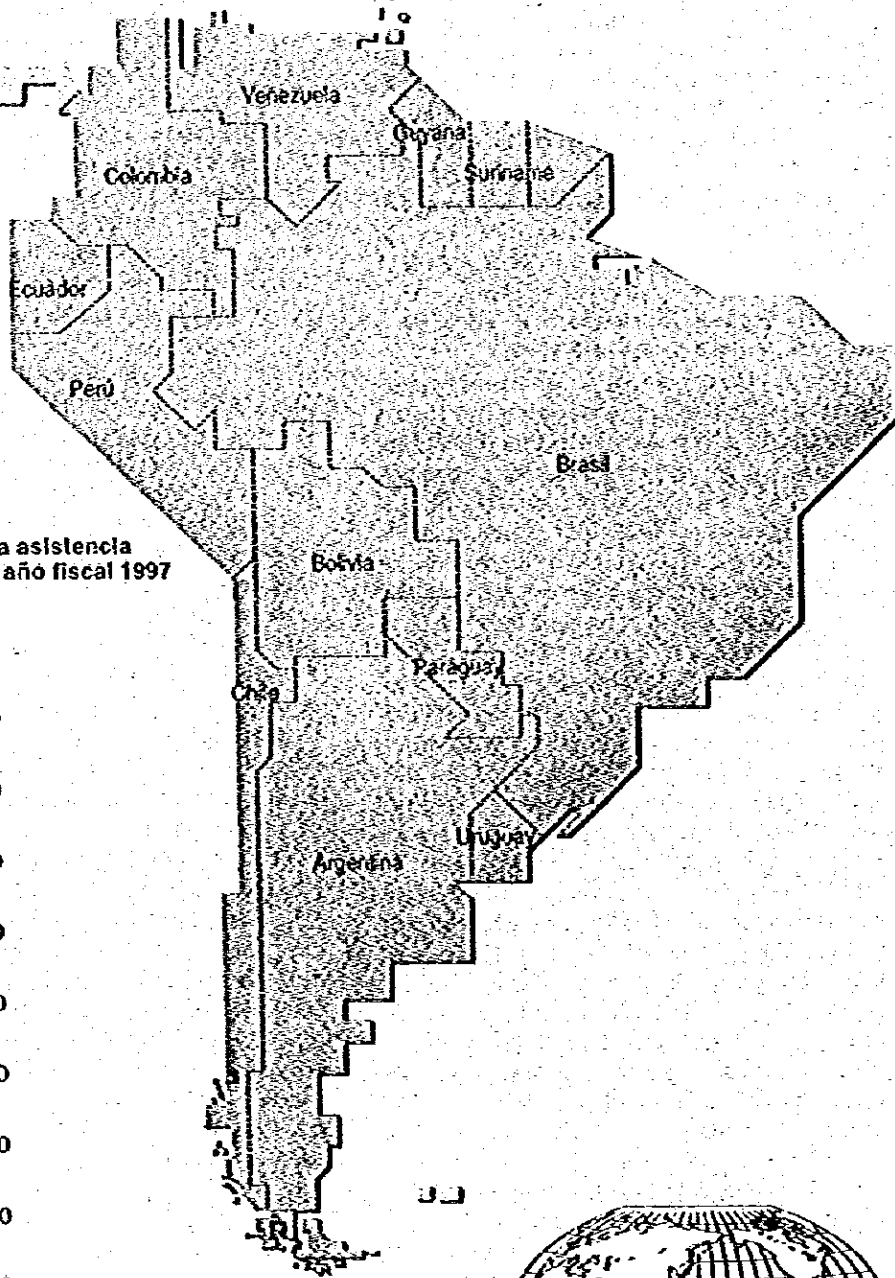 Venezuela
Guyana
Colombia
Suriname
Ecuador
Perú
Brasil
a asistencia
año fiscal 1997
Bolivia
Paraguay
Chile
Uruguay
Argentina